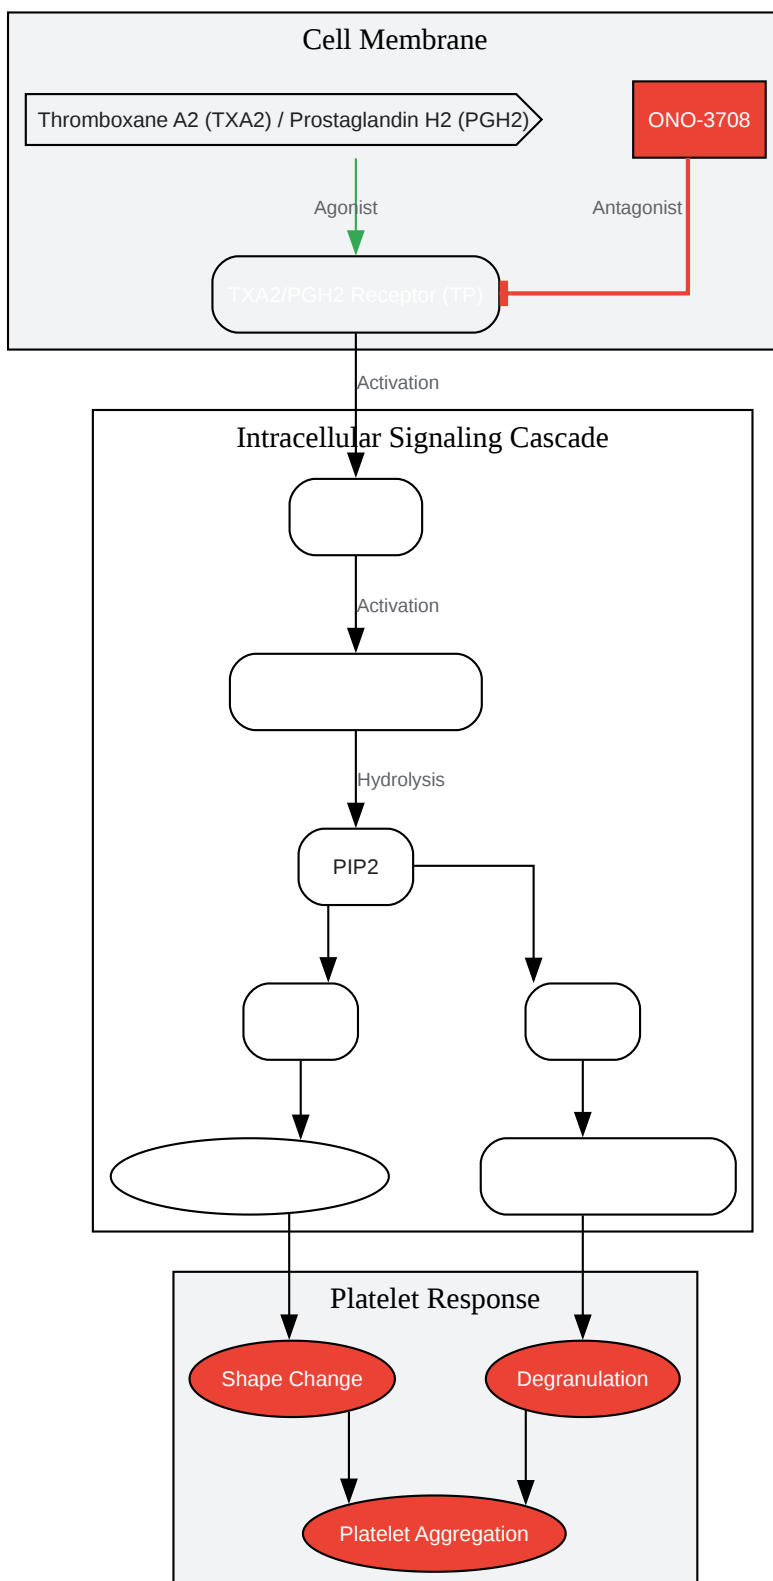 Cell Membrane
Thromboxane A2 (TXA2) / Prostaglandin H2 (PGH2)
ONO-3708
Agonist
Antagonist
TXA2/PGH2 Receptor (TP)
Activation
Intracellular Signaling Cascade
Activation
Hydrolysis
PIP2
Platelet Response
Shape Change
Degranulation
Platelet Aggregation